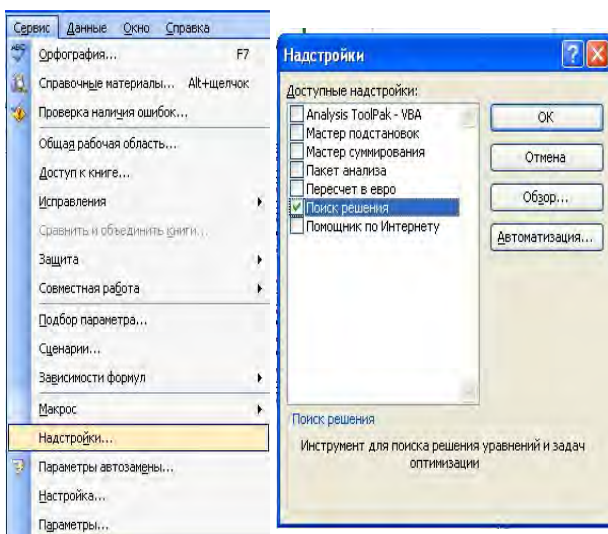 Сервис Данные Окно Справка
Орфография... F7
Справочные материалы... Alt+щелчок
Проверка наличия ошибок...
Общая рабочая область...
Доступ к книге...
Исправления
Сравнить и объединить книги...
Защита
Совместная работа
Подбор параметра...
Сценарии...
Зависимости формул
Макрос
Надстройки...
Параметры автозамены...
Настройка...
Параметры...
Надстройки
Доступные надстройки:
Analysis ToolPak - VBA
Мастер подстановок
Мастер суммирования
Пакет анализа
Пересчет в евро
Поиск решения
Помощник по Интернету
ОК
Отмена
Обзор...
Автоматизация...
Поиск решения
Инструмент для поиска решения уравнений и задач
оптимизации